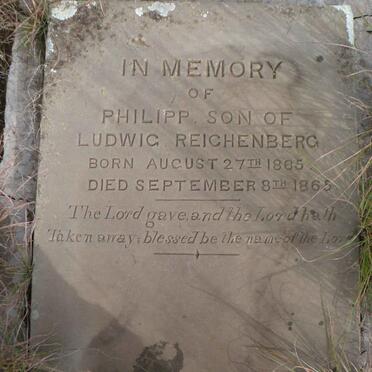 IN MEMORY
OF
PHILIPP SON OF
LUDWIG REICHENBERG
BORN AUGUST 27TH 1865
DIED SEPTEMBER 8TH 1865
The Lord gave, and the Lord hath
Taken away: blessed be the name of the Lord